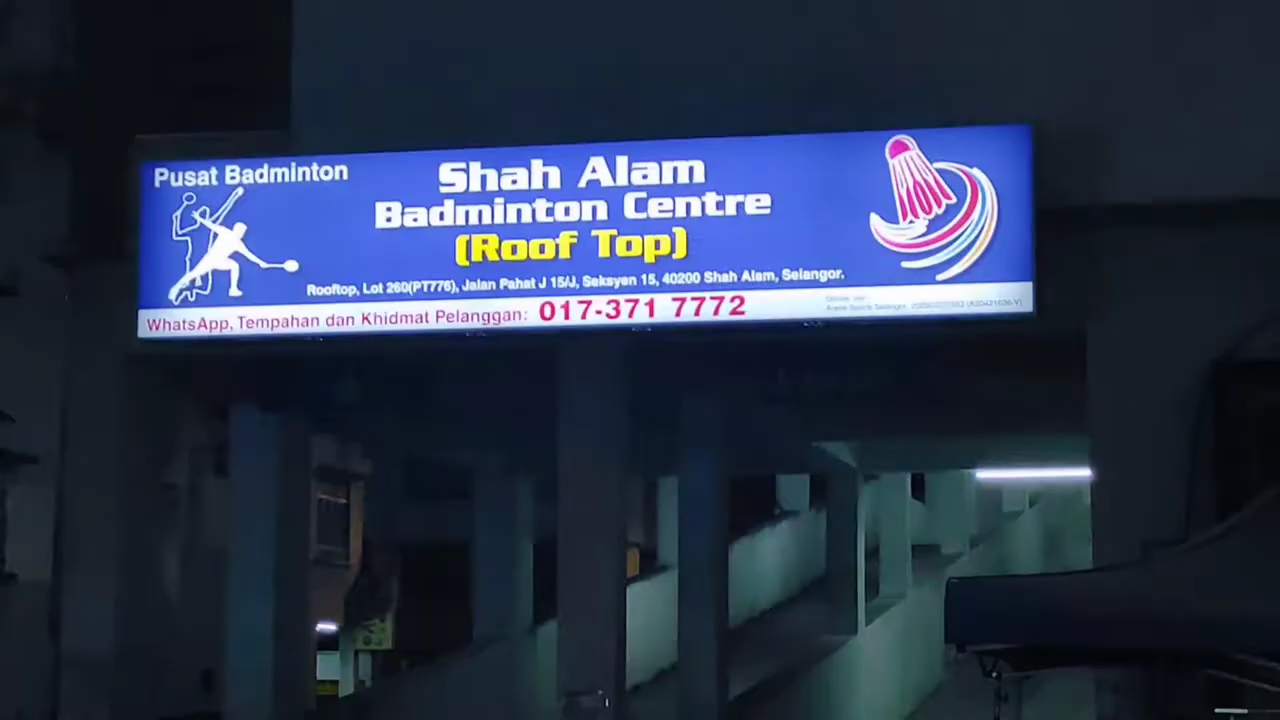 Pusat Badminton
Shah Alam
Badminton Centre
(Roof Top)
Rooftop, Lot 260(PT776), Jalan Pahat J 15/J, Seksyen 15, 40200 Shah Alam, Selangor.
WhatsApp, Tempahan dan Khidmat Pelanggan: 017-371 7772